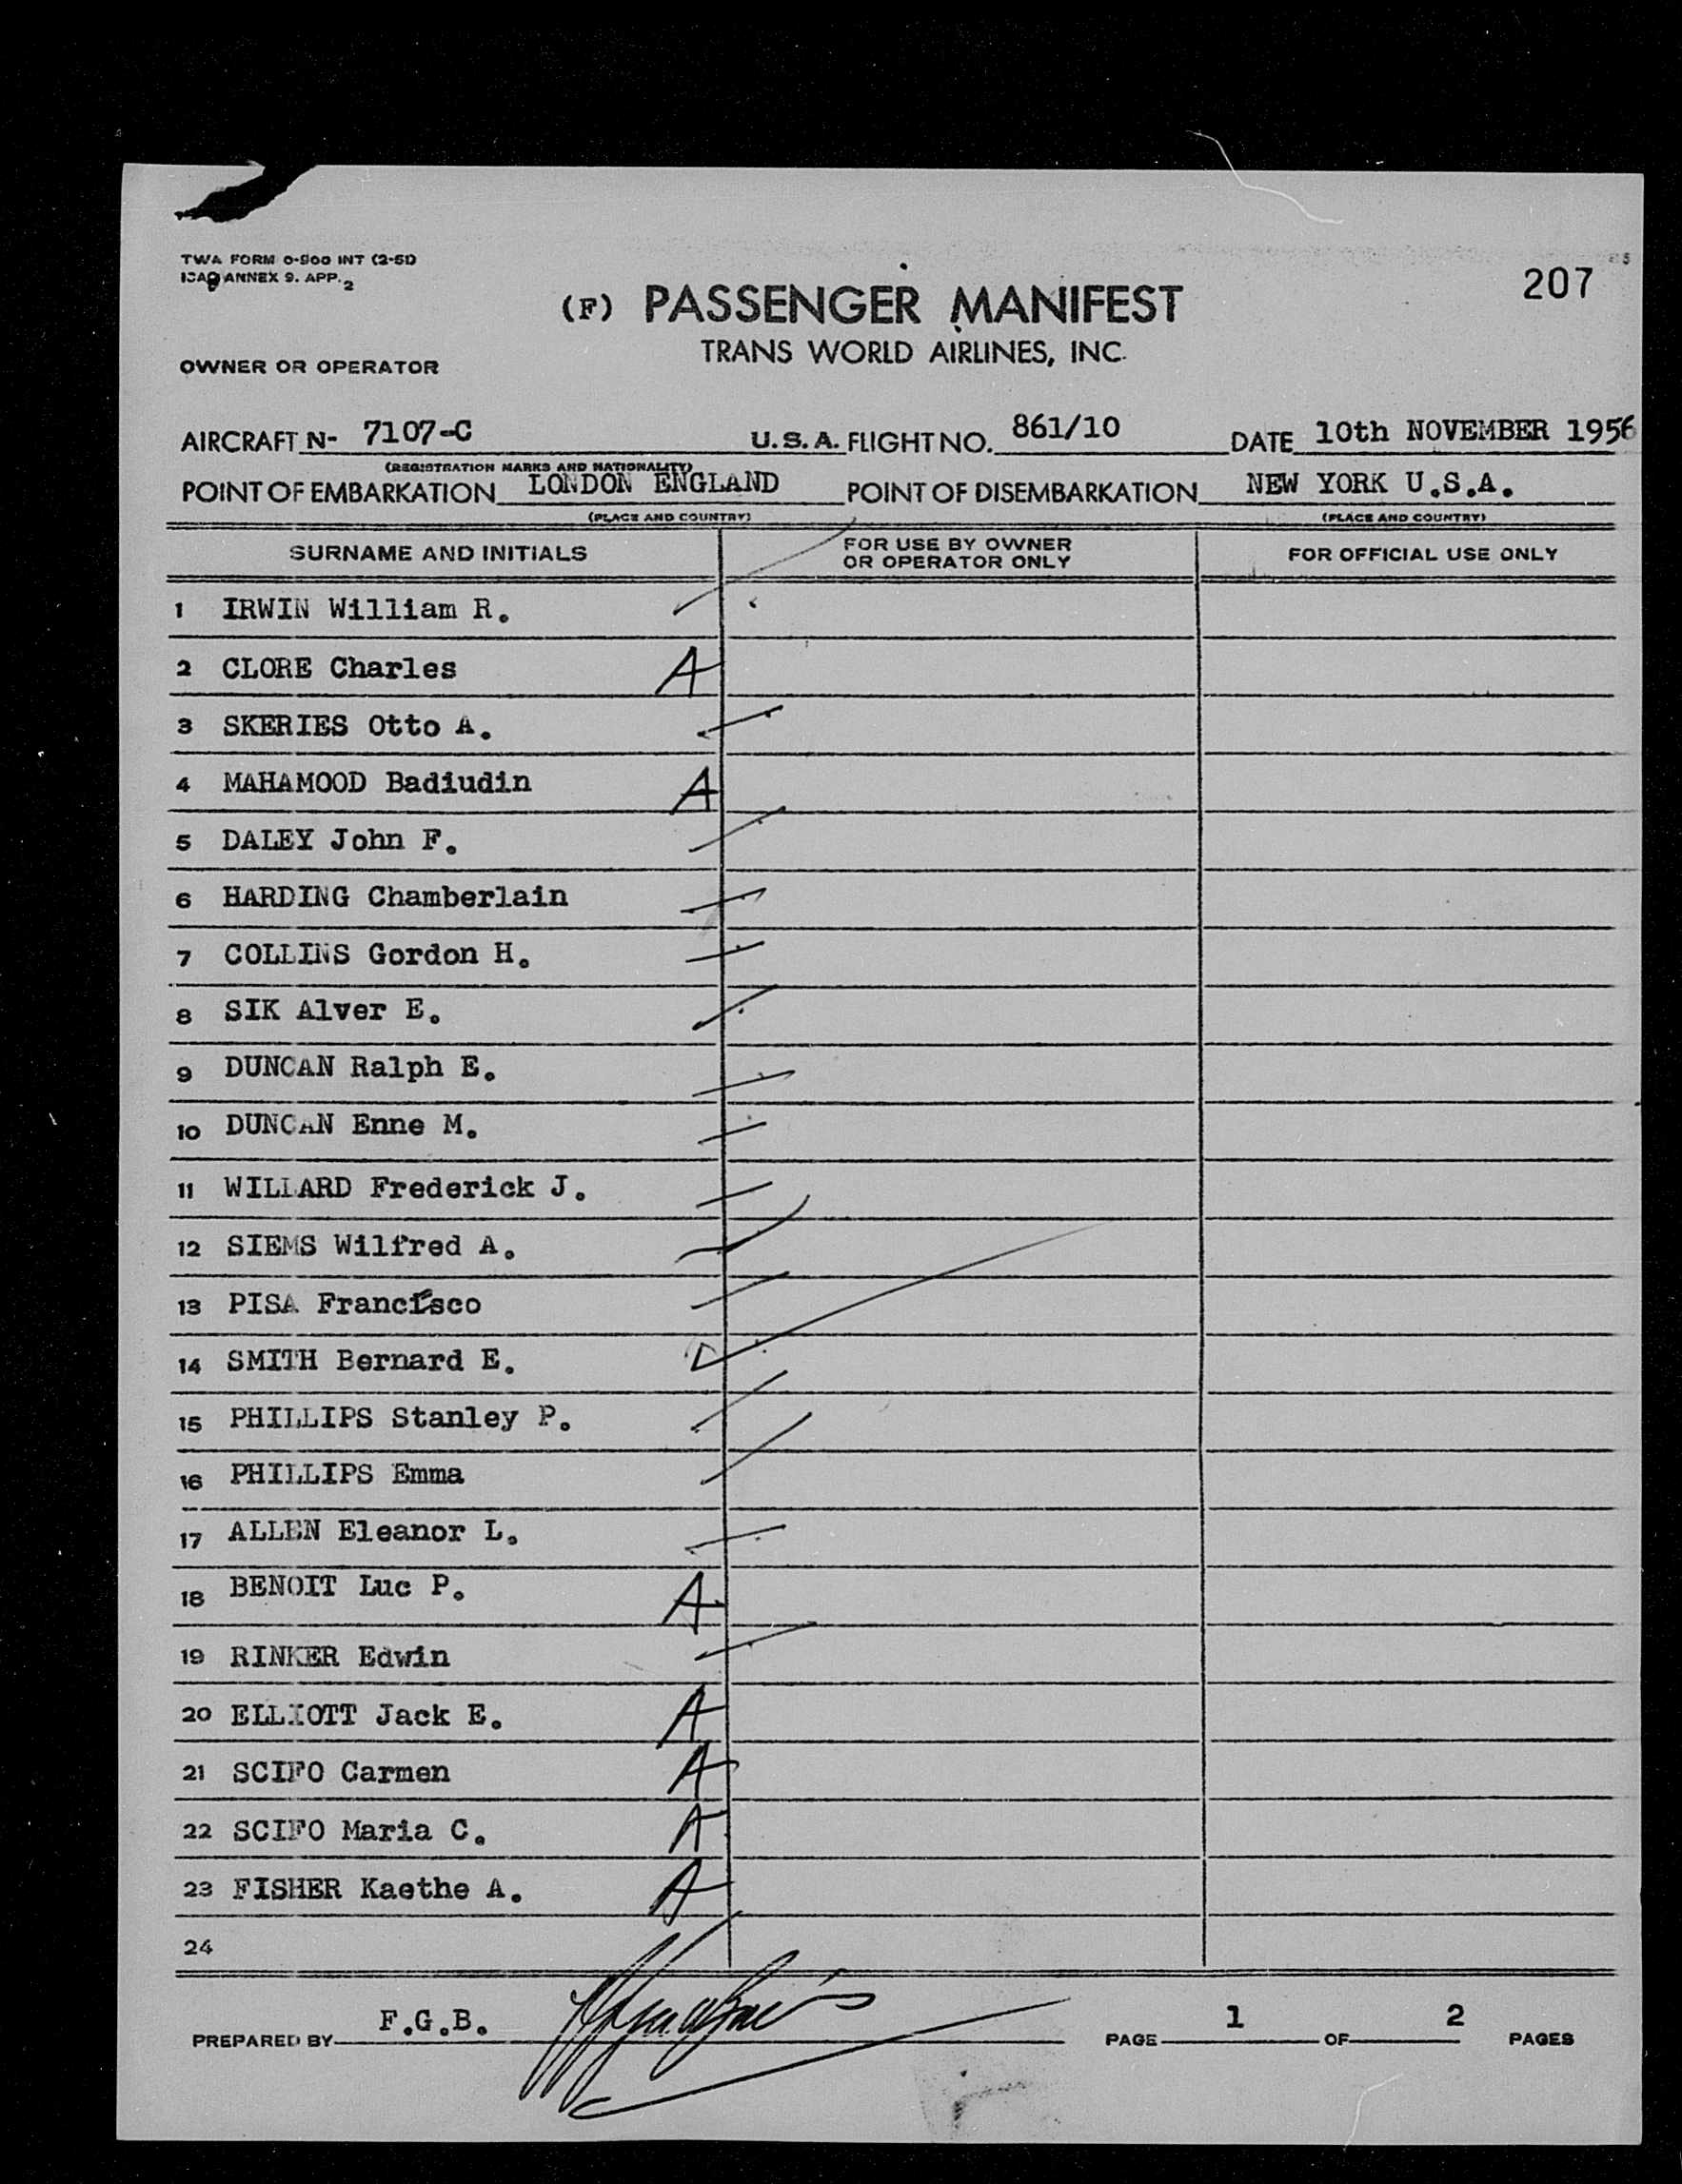 TWA FORM 0-900 INT (2-51)
ICAO ANNEX 9. APP. 2
207
(F) PASSENGER MANIFEST
TRANS WORLD AIRLINES, INC.
OWNER OR OPERATOR
AIRCRAFT N- 7107-C U.S.A. FLIGHT NO. 861/10 DATE 10th NOVEMBER 1956
(REGISTRATION MARKS AND NATIONALITY)
POINT OF EMBARKATION LONDON ENGLAND POINT OF DISEMBARKATION NEW YORK U.S.A.
(PLACE AND COUNTRY) (PLACE AND COUNTRY)
SURNAME AND INITIALS FOR USE BY OWNER OR OPERATOR ONLY FOR OFFICIAL USE ONLY
1 IRWIN William R.
2 CLORE Charles A
3 SKERIES Otto A.
4 MAHAMOOD Badiudin A
5 DALEY John F.
6 HARDING Chamberlain
7 COLLINS Gordon H.
8 SIK Alver E.
9 DUNCAN Ralph E.
10 DUNCAN Enne M.
11 WILLARD Frederick J.
12 SIEMS Wilfred A.
13 PISA Francisco
14 SMITH Bernard E.
15 PHILLIPS Stanley P.
16 PHILLIPS Emma
17 ALLEN Eleanor L.
18 BENOIT Luc P. A
19 RINKER Edwin
20 ELLIOTT Jack E. A
21 SCIFO Carmen A
22 SCIFO Maria C. A
23 FISHER Kaethe A. A
24
PREPARED BY F.G.B. PAGE 1 OF 2 PAGES